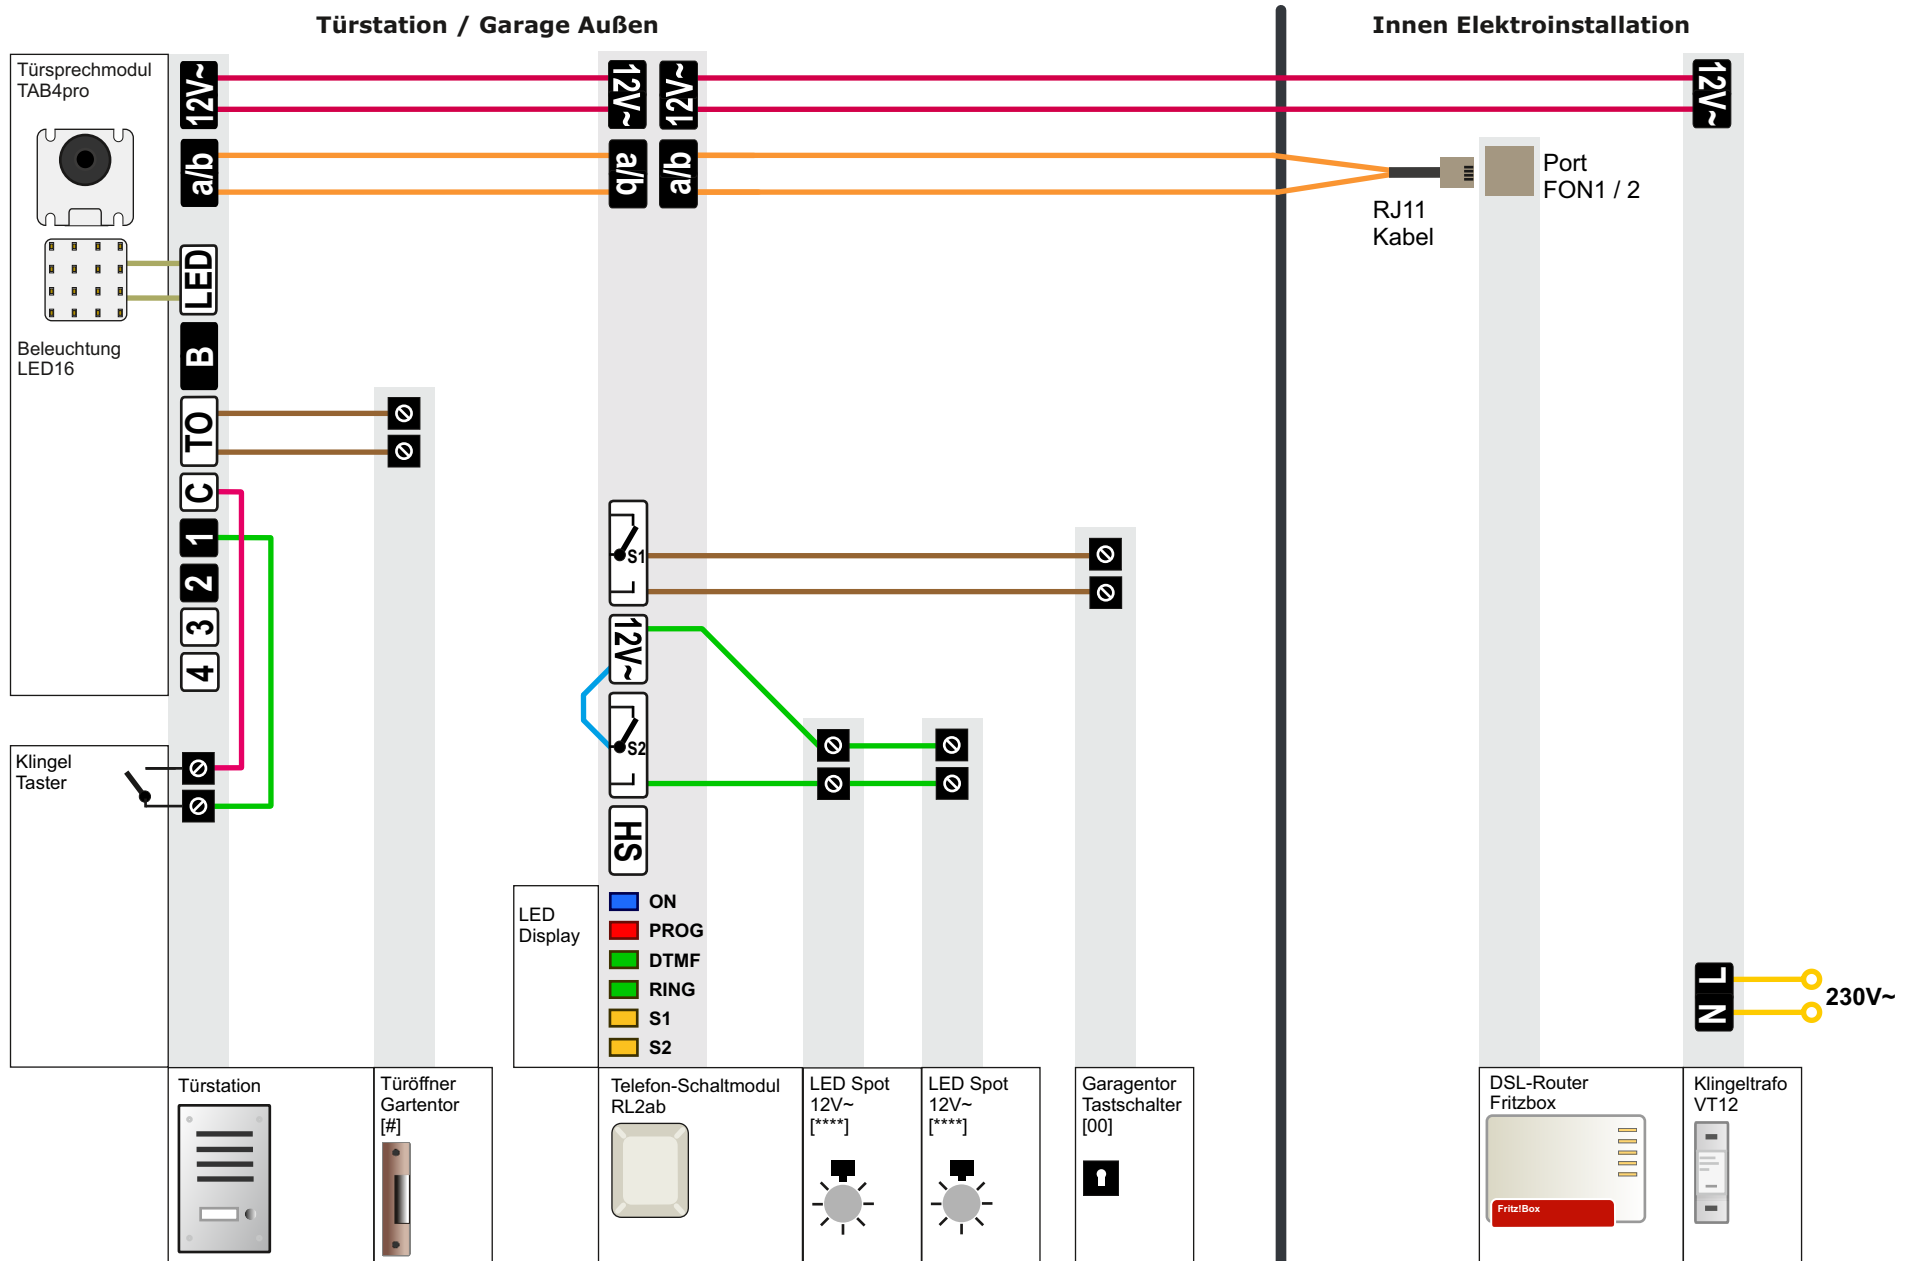 Türstation / Garage Außen
Innen Elektroinstallation
Türsprechmodul
TAB4pro
12V~
12V~
12V~
12V~
a/b
a/b
a/b
Port
FON1 / 2
RJ11
Kabel
LED
Beleuchtung
LED16
B
TO
C
1
2
3
4
S1
12V~
S2
HS
Klingel
Taster
LED
Display
ON
PROG
DTMF
RING
S1
S2
L
N
230V~
Türstation
Türöffner
Gartentor
[#]
Telefon-Schaltmodul
RL2ab
LED Spot
12V~
[****]
LED Spot
12V~
[****]
Garagentor
Tastschalter
[00]
DSL-Router
Fritzbox
Fritz!Box
Klingeltrafo
VT12